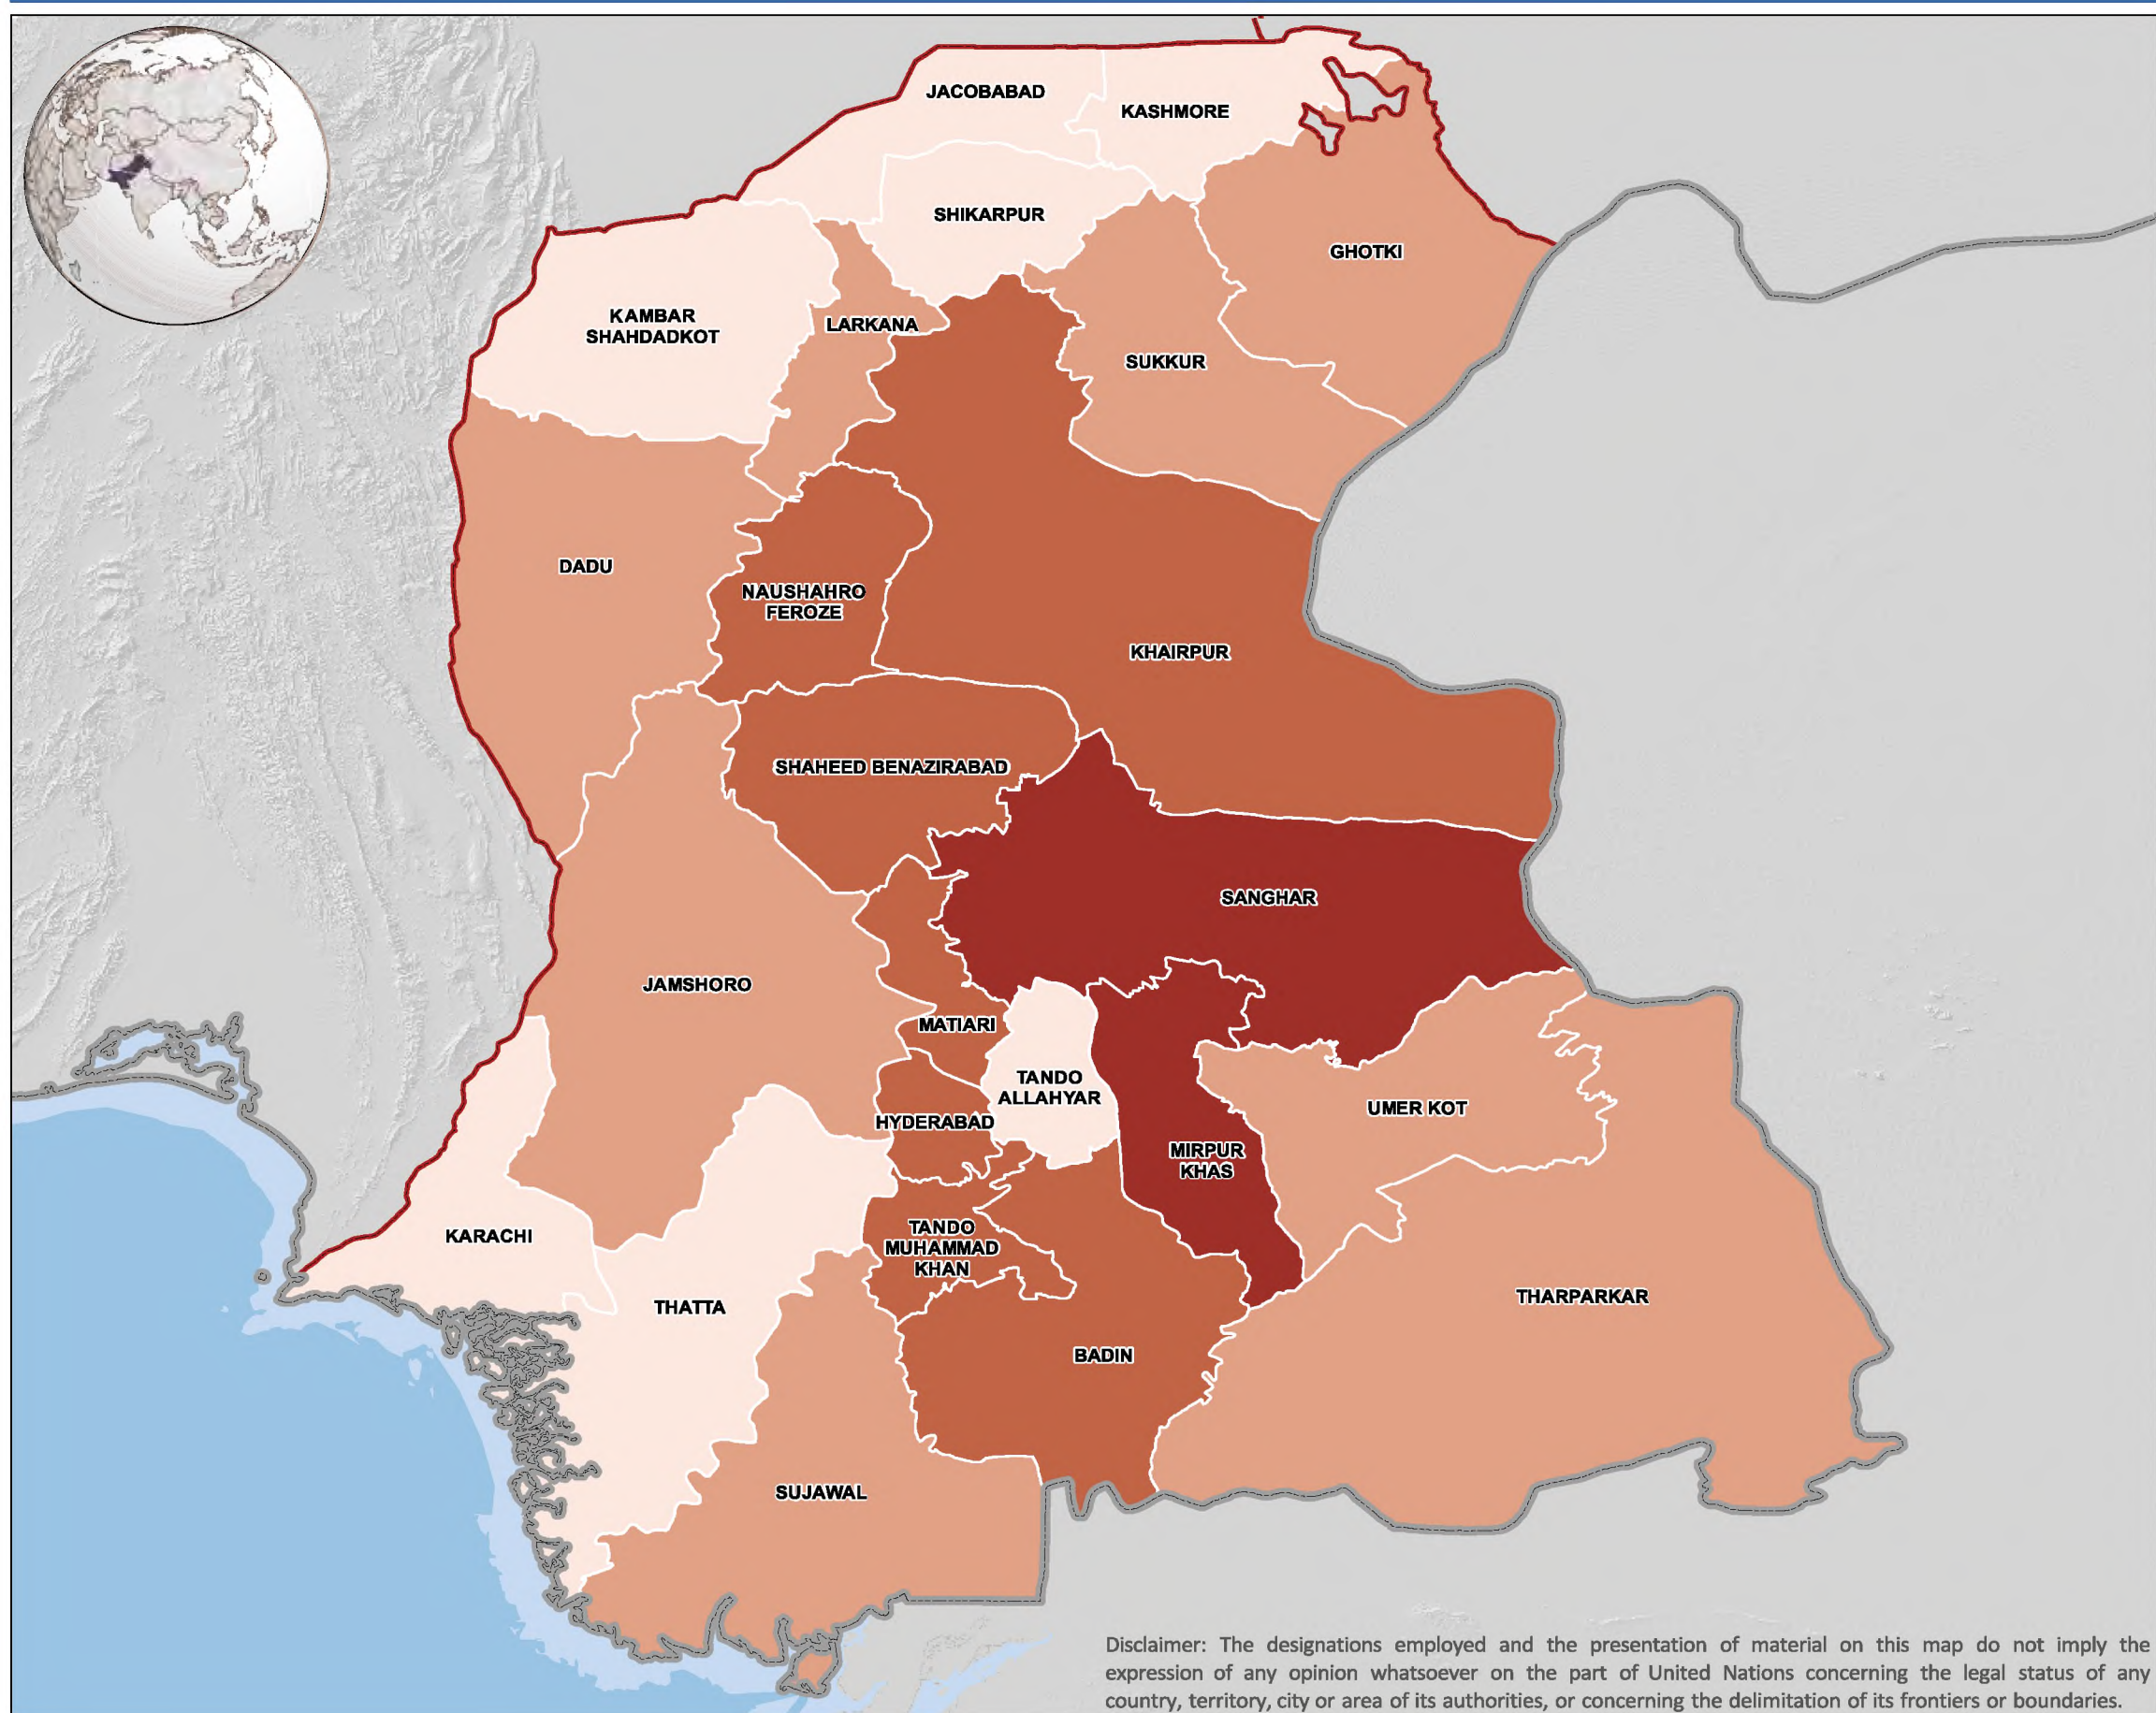 JACOBABAD
KASHMORE
SHIKARPUR
GHOTKI
KAMBAR
SHAHDADKOT
LARKANA
SUKKUR
DADU
NAUSHAHRO
FEROZE
KHAIRPUR
SHAHEED BENAZIRABAD
SANGHAR
JAMSHORO
MATIARI
TANDO
ALLAHYAR
UMER KOT
HYDERABAD
MIRPUR
KHAS
KARACHI
TANDO
MUHAMMAD
KHAN
THATTA
THARPARKAR
BADIN
SUJAWAL
Disclaimer: The designations employed and the presentation of material on this map do not imply the
expression of any opinion whatsoever on the part of United Nations concerning the legal status of any
country, territory, city or area of its authorities, or concerning the delimitation of its frontiers or boundaries.